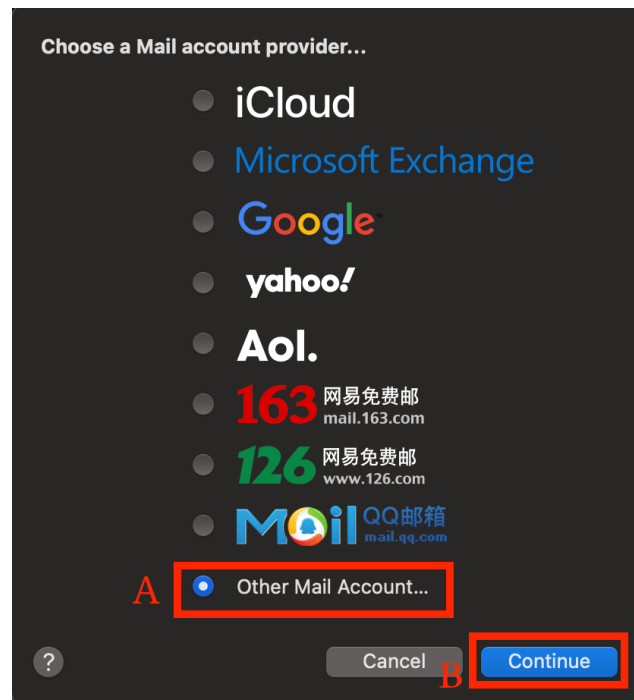 Choose a Mail account provider...
iCloud
Microsoft Exchange
Google™
yahoo!
Aol.
163 网易免费邮
mail.163.com
126 网易免费邮
www.126.com
Mail QQ邮箱
mail.qq.com
A Other Mail Account...
? Cancel B Continue